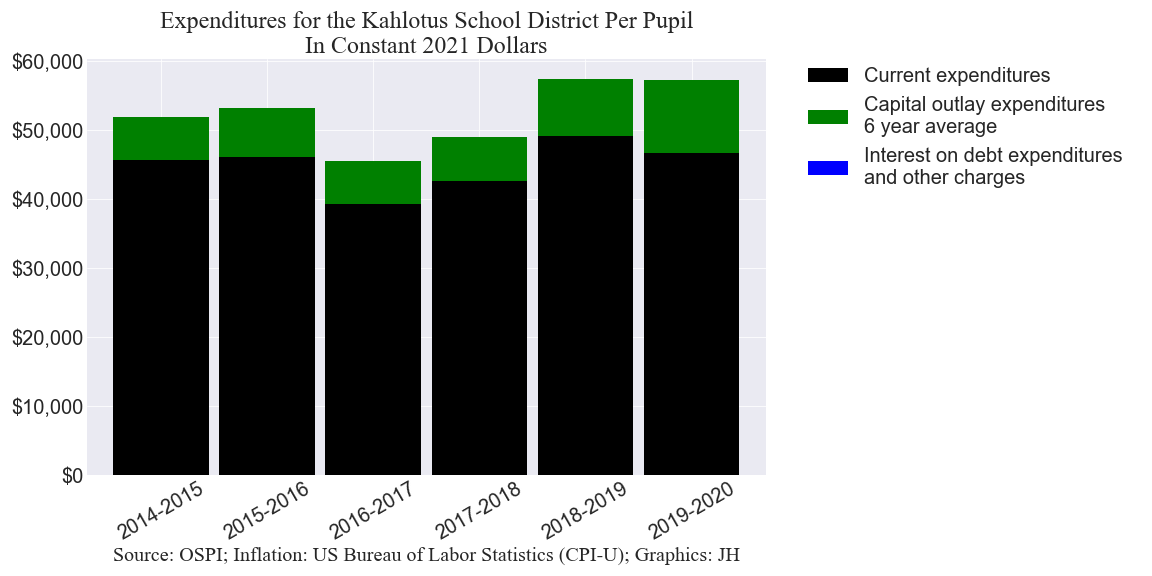 Expenditures for the Kahlotus School District Per Pupil
In Constant 2021 Dollars
$60,000
$50,000
$40,000
$30,000
$20,000
$10,000
$0
2014-2015
2015-2016
2016-2017
2017-2018
2018-2019
2019-2020
Current expenditures
Capital outlay expenditures
6 year average
Interest on debt expenditures
and other charges
Source: OSPI; Inflation: US Bureau of Labor Statistics (CPI-U); Graphics: JH